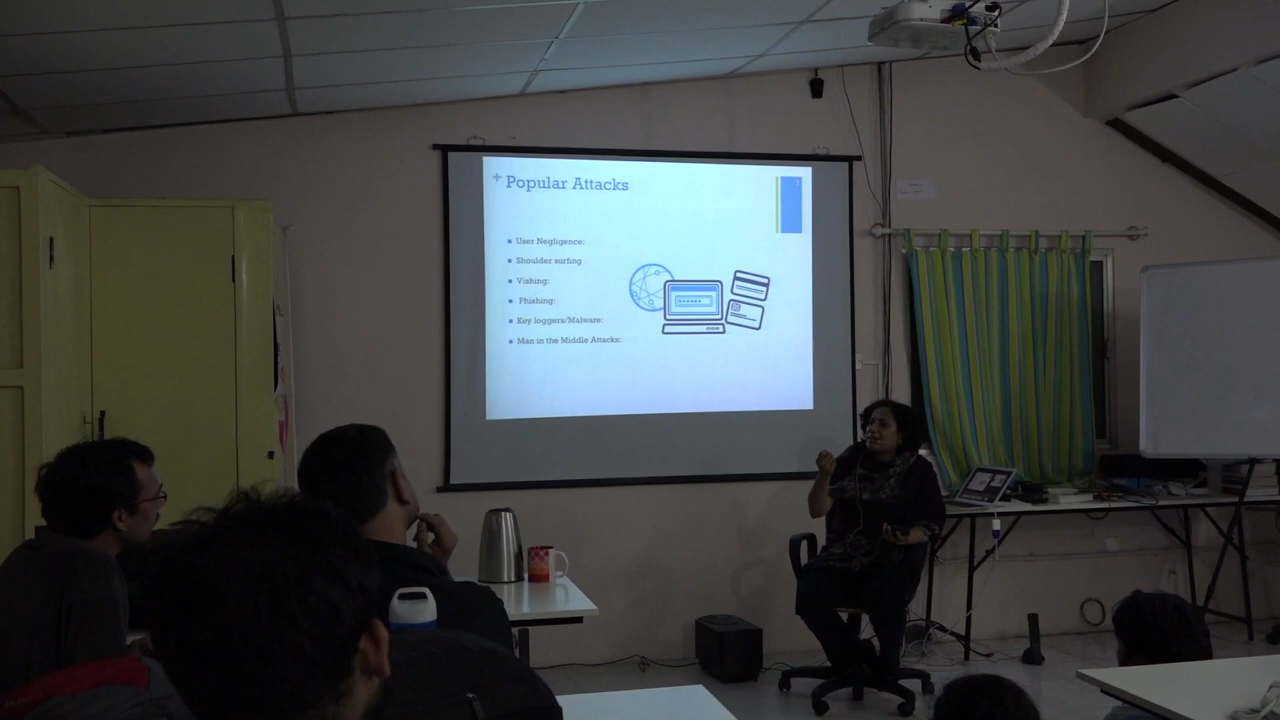 + Popular Attacks
▪ User Negligence:
▪ Shoulder surfing
▪ Vishing:
▪ Phishing:
▪ Key loggers/Malware:
▪ Man in the Middle Attacks: